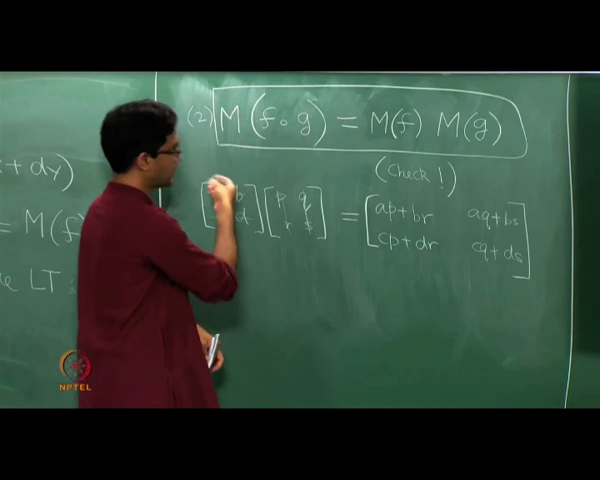 (2) M(f∘g) = M(f) M(g)
(Check!)
x + dy)
= M(f)
LT
b] [p q] = [ap+br aq+bs]
d] [r s] [cp+dr cq+ds]
NPTEL